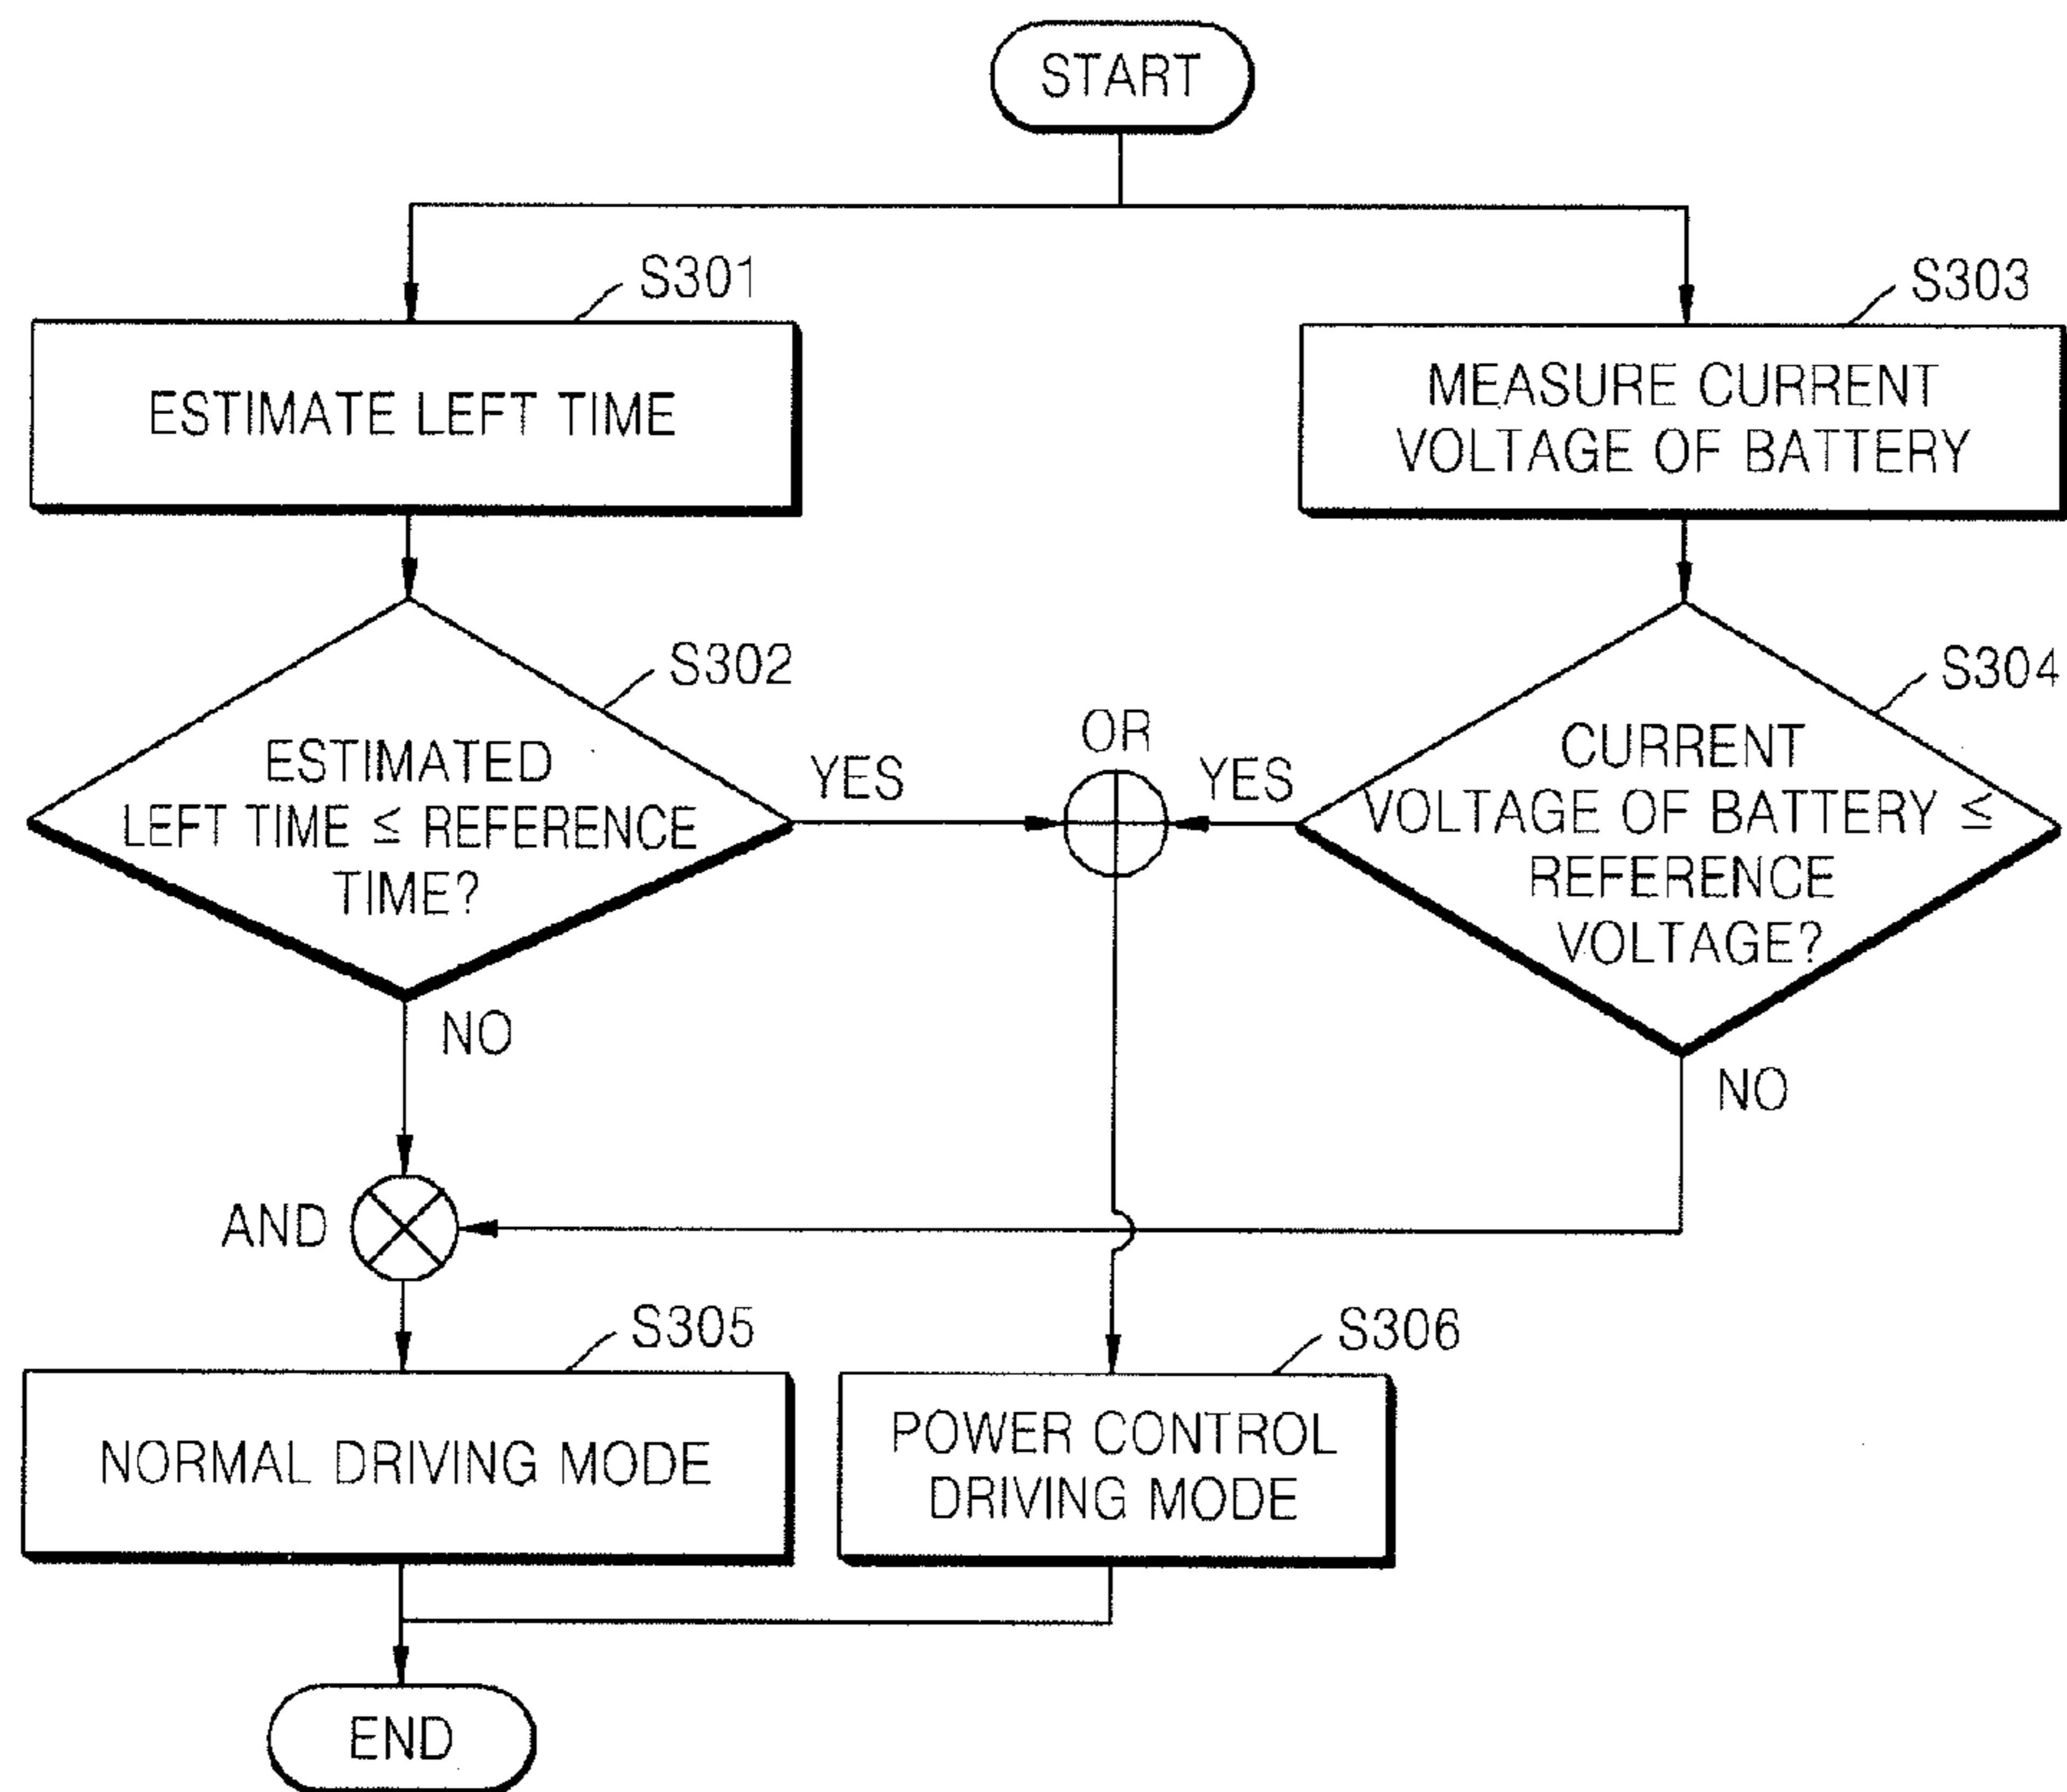 START
S301
S303
ESTIMATE LEFT TIME
MEASURE CURRENT
VOLTAGE OF BATTERY
S302
S304
ESTIMATED
LEFT TIME ≤ REFERENCE
TIME?
YES
OR
YES
CURRENT
VOLTAGE OF BATTERY ≤
REFERENCE
VOLTAGE?
NO
NO
AND
S305
S306
NORMAL DRIVING MODE
POWER CONTROL
DRIVING MODE
END